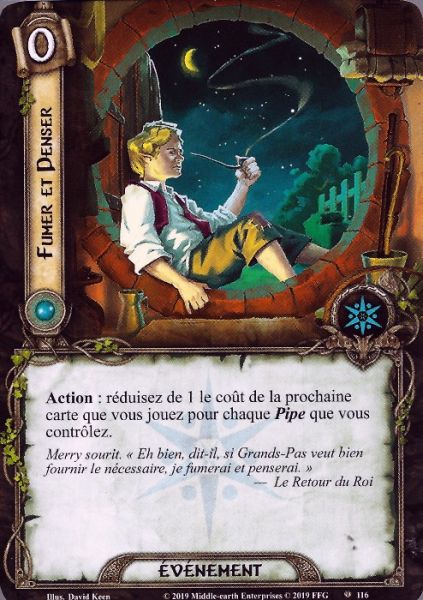 0
FUMER ET PENSER
Action : réduisez de 1 le coût de la prochaine
carte que vous jouez pour chaque Pipe que vous
contrôlez.
Merry sourit. « Eh bien, dit-il, si Grands-Pas veut bien
fournir le nécessaire, je fumerai et penserai. »
— Le Retour du Roi
ÉVÉNEMENT
Illus. David Keen
© 2019 Middle-earth Enterprises © 2019 FFG
116